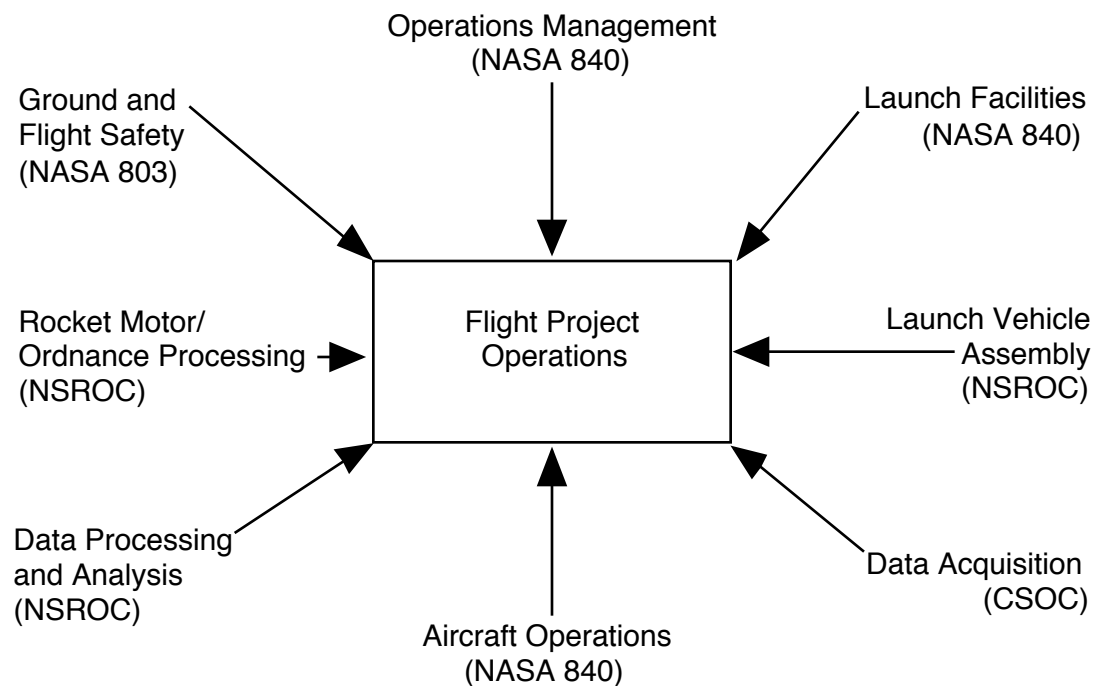 Operations Management
(NASA 840)
Ground and
Flight Safety
(NASA 803)
Launch Facilities
(NASA 840)
Rocket Motor/
Ordnance Processing
(NSROC)
Flight Project
Operations
Launch Vehicle
Assembly
(NSROC)
Data Processing
and Analysis
(NSROC)
Data Acquisition
(CSOC)
Aircraft Operations
(NASA 840)